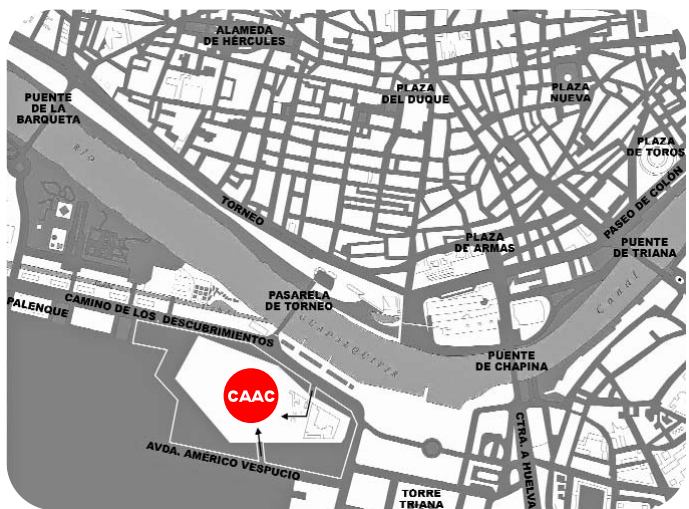 ALAMEDA
DE HÉRCULES
PUENTE
DE LA
BARQUETA
PLAZA
DEL DUQUE
PLAZA
NUEVA
PLAZA
DE TOROS
RÍO
TORNEO
PASEO DE COLÓN
PLAZA
DE ARMAS
PUENTE
DE TRIANA
Canal
PALENQUE
CAMINO DE LOS DESCUBRIMIENTOS
PASARELA
DE TORNEO
GUADALQUIVIR
PUENTE
DE CHAPINA
CAAC
AVDA. AMÉRICO VESPUCIO
CTRA. A HUELVA
TORRE
TRIANA